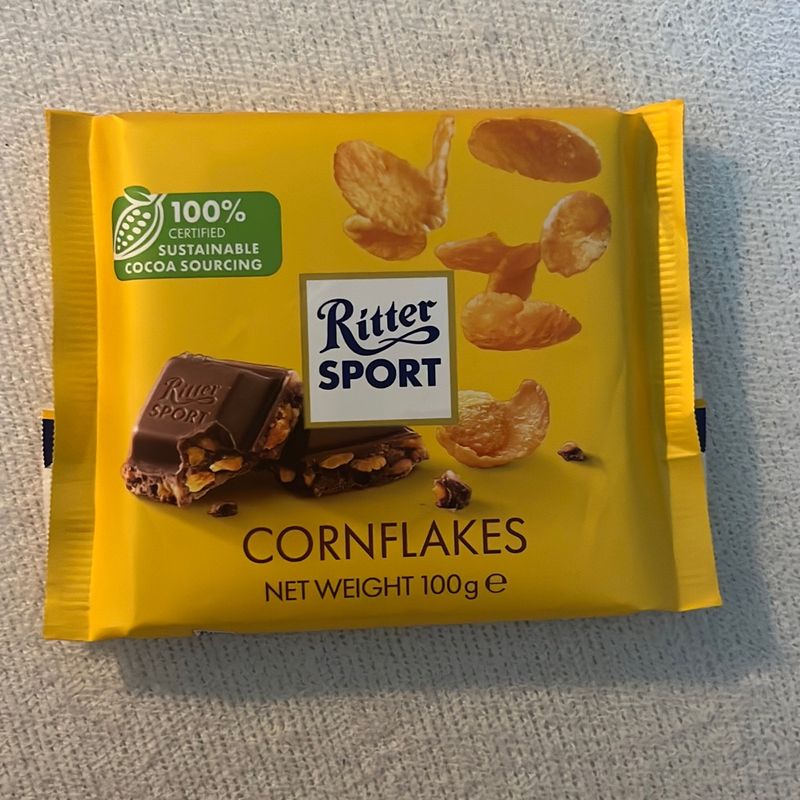 100%
CERTIFIED
SUSTAINABLE
COCOA SOURCING
Ritter
SPORT
Ritter
SPORT
CORNFLAKES
NET WEIGHT 100g e